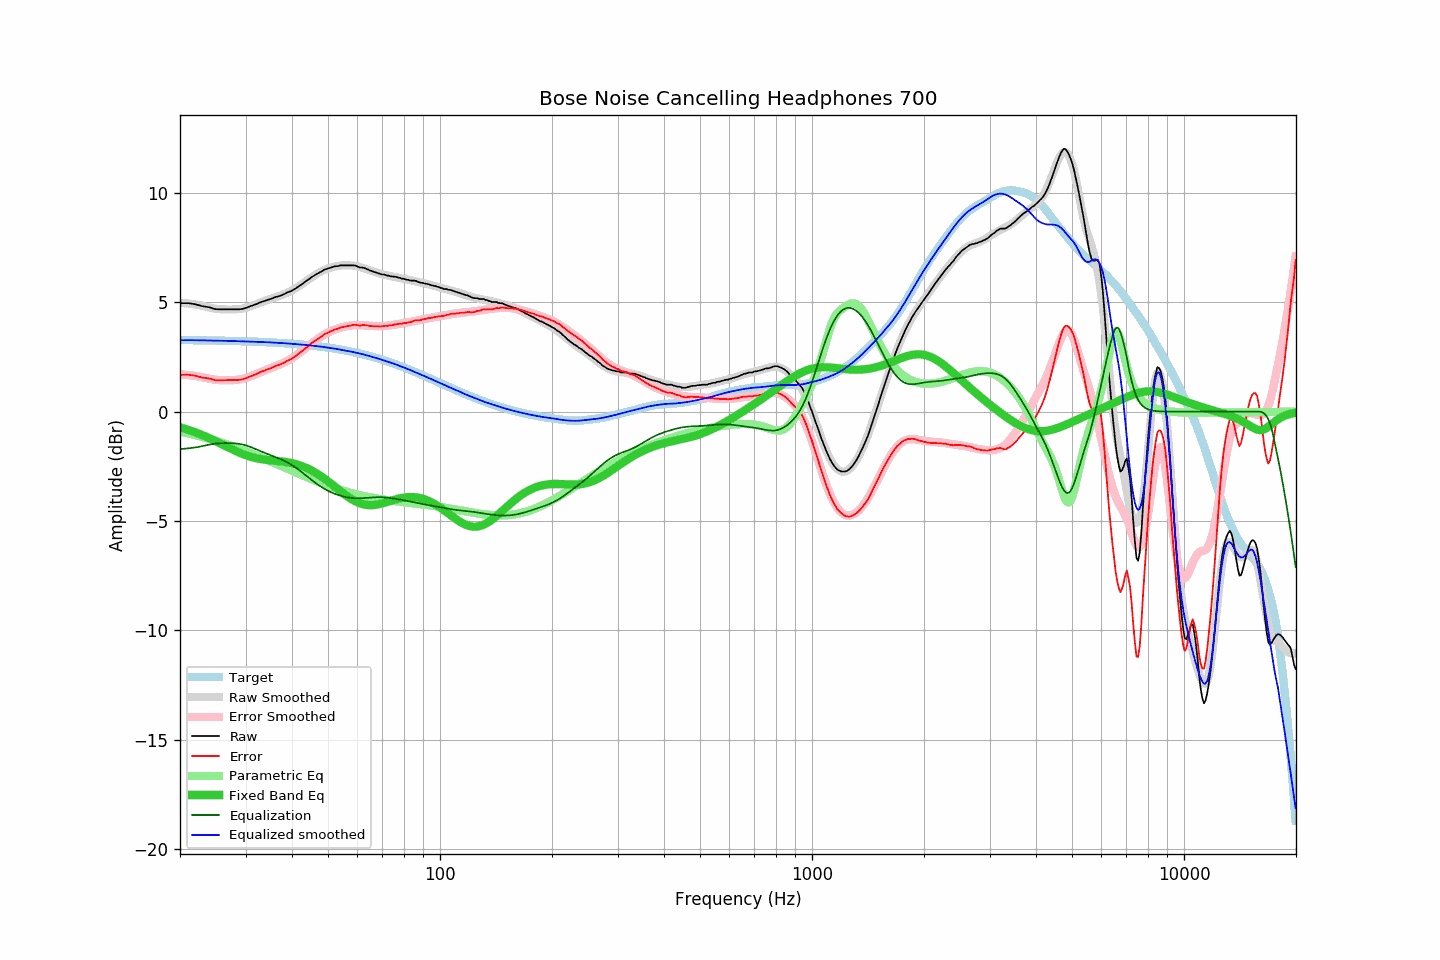 Bose Noise Cancelling Headphones 700
10
5
0
−5
−10
−15
−20
Amplitude (dBr)
Target
Raw Smoothed
Error Smoothed
Raw
Error
Parametric Eq
Fixed Band Eq
Equalization
Equalized smoothed
100
1000
10000
Frequency (Hz)